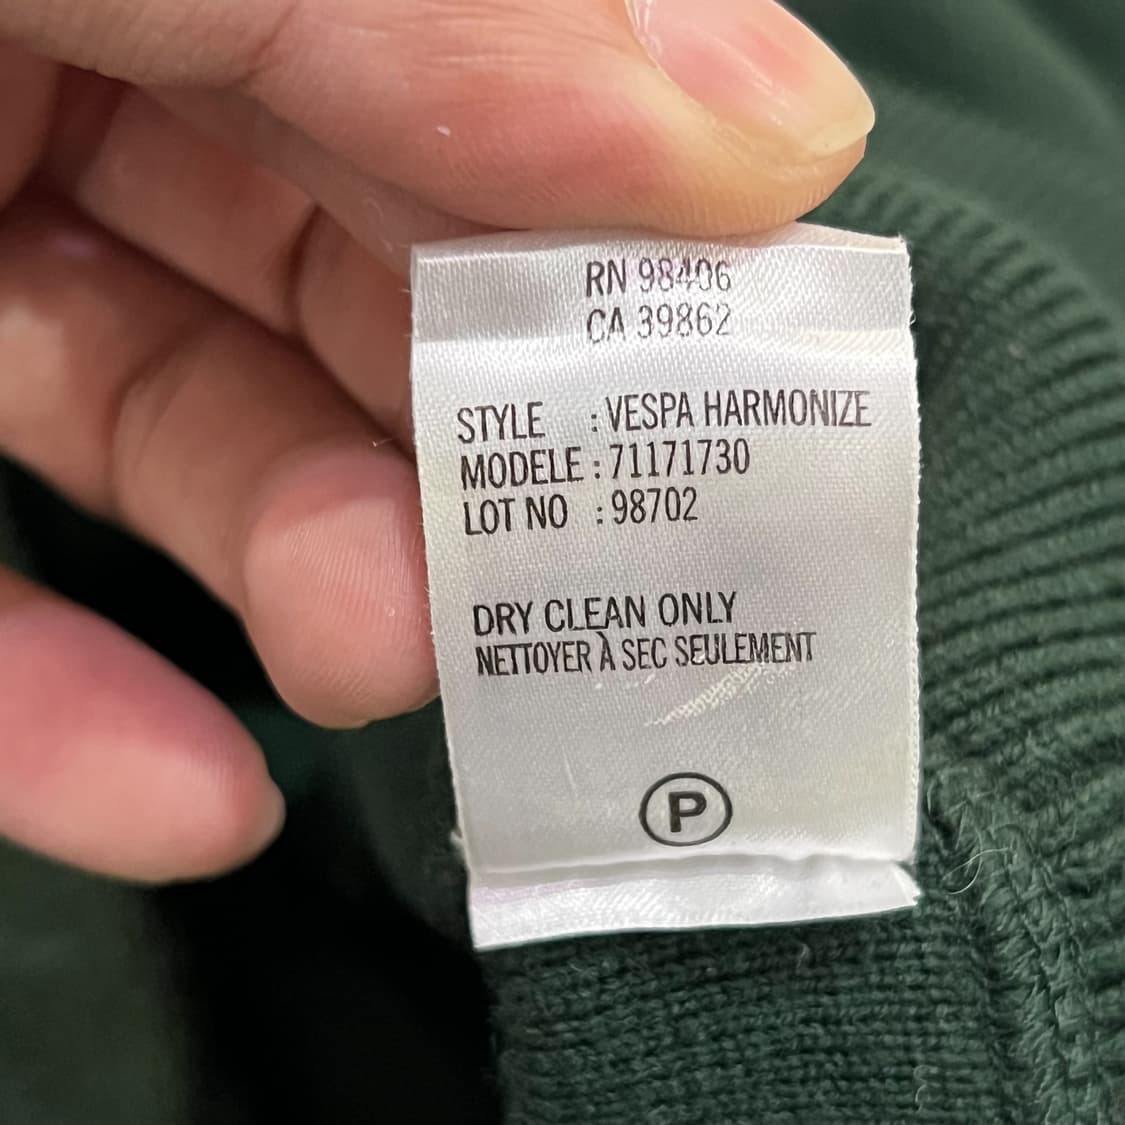 RN 98406
CA 39862
STYLE : VESPA HARMONIZE
MODELE : 71171730
LOT NO : 98702
DRY CLEAN ONLY
NETTOYER À SEC SEULEMENT
P